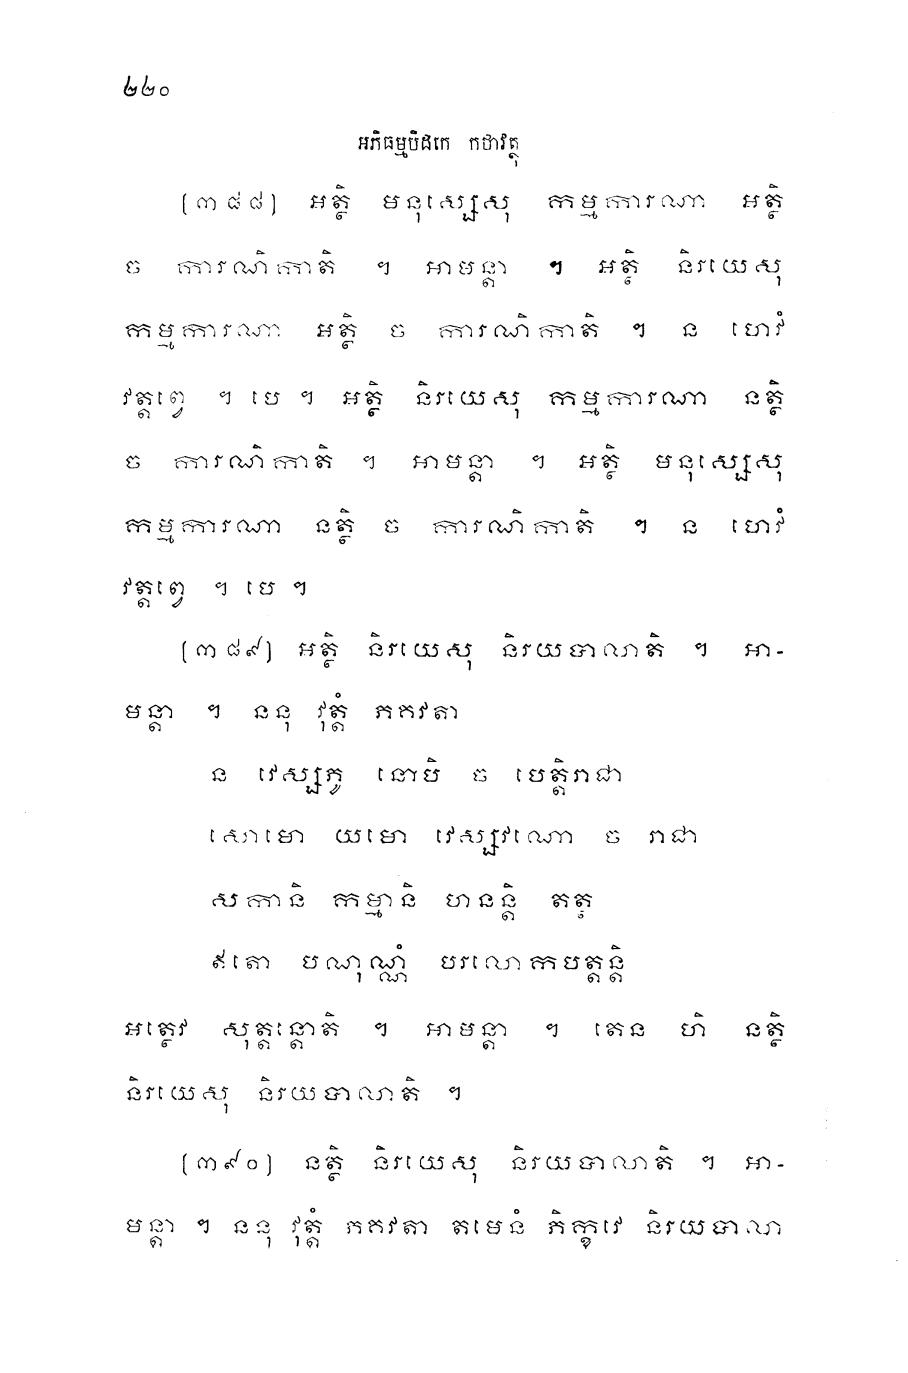 ២២០
អភិធម្មបិដកេ កថាវត្ថុ
[៣៨៨] អត្ថិ មនុស្សេសុ កម្មការណា អត្ថិ
ច ការណិកាតិ ។ អាមន្តា ។ អត្ថិ និរយេសុ
កម្មការណា អត្ថិ ច ការណិកាតិ ។ ន ហេវំ
វត្តព្វេ ។ បេ ។ អត្ថិ និរយេសុ កម្មការណា នត្ថិ
ច ការណិកាតិ ។ អាមន្តា ។ អត្ថិ មនុស្សេសុ
កម្មការណា នត្ថិ ច ការណិកាតិ ។ ន ហេវំ
វត្តព្វេ ។ បេ ។
[៣៨៩] អត្ថិ និរយេសុ និរយបាលាតិ ។ អា-
មន្តា ។ ននុ វុត្តំ ភគវតា
ន វេស្សភូ នោបិ ច បេត្តិរាជា
សោមោ យមោ វេស្សវណោ ច រាជា
សកានិ កម្មានិ ហនន្តិ តត្ថ
ឥតោ បណុណ្ណំ បរលោកបត្តន្តិ
អត្ថេវ សុត្តន្តោតិ ។ អាមន្តា ។ តេន ហិ នត្ថិ
និរយេសុ និរយបាលាតិ ។
[៣៩០] នត្ថិ និរយេសុ និរយបាលាតិ ។ អា-
មន្តា ។ ននុ វុត្តំ ភគវតា តមេនំ ភិក្ខវេ និរយបាលា